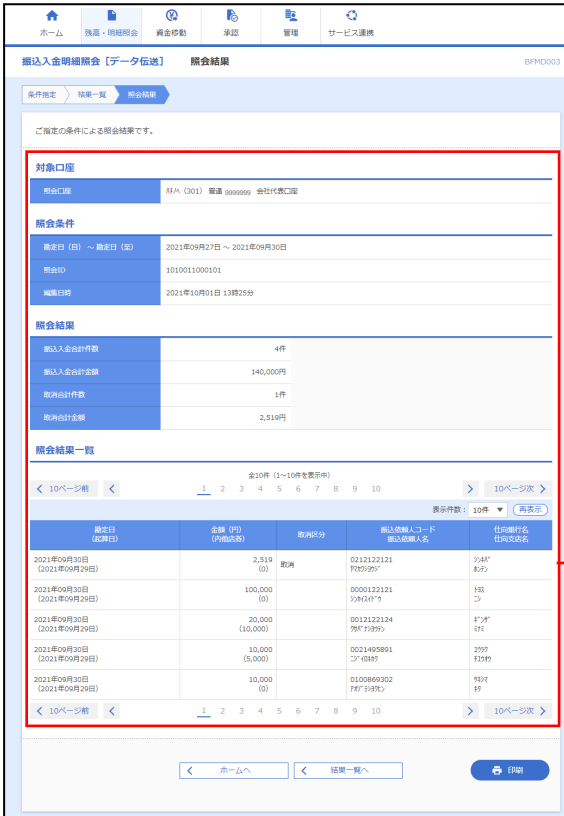 ホーム 残高・明細照会 資金移動 承認 管理 サービス連携
振込入金明細照会［データ伝送］ 照会結果 BFMD003
条件指定 結果一覧 照会結果
ご指定の条件による照会結果です。
対象口座
照会口座 (301) 普通 9999999 会社代表口座
照会条件
勘定日（自）～勘定日（至） 2021年09月27日 ～ 2021年09月30日
照会ID 1010011000101
編集日時 2021年10月01日 13時25分
照会結果
振込入金合計件数 4件
振込入金合計金額 140,000円
取消合計件数 1件
取消合計金額 2,519円
照会結果一覧
全10件（1～10件を表示中）
10ページ前 1 2 3 4 5 6 7 8 9 10 10ページ次
表示件数： 10件 ▼ 再表示
勘定日 金額（円） 取消区分 振込依頼人コード 仕向銀行名
（起算日） （内他店券） 振込依頼人名 仕向支店名
2021年09月30日 2,519 取消 0212122121
（2021年09月29日） (0) ﾎﾝﾃﾝ
2021年09月30日 100,000 0000122121
（2021年09月29日） (0) ﾆｼ
2021年09月30日 20,000 0012122124
（2021年09月29日） (10,000) ﾐﾅﾐ
2021年09月30日 10,000 0021495891
（2021年09月29日） (5,000)
2021年09月30日 10,000 0100869302
（2021年09月29日） (0) ｷﾀ
10ページ前 1 2 3 4 5 6 7 8 9 10 10ページ次
ホームへ 結果一覧へ 印刷